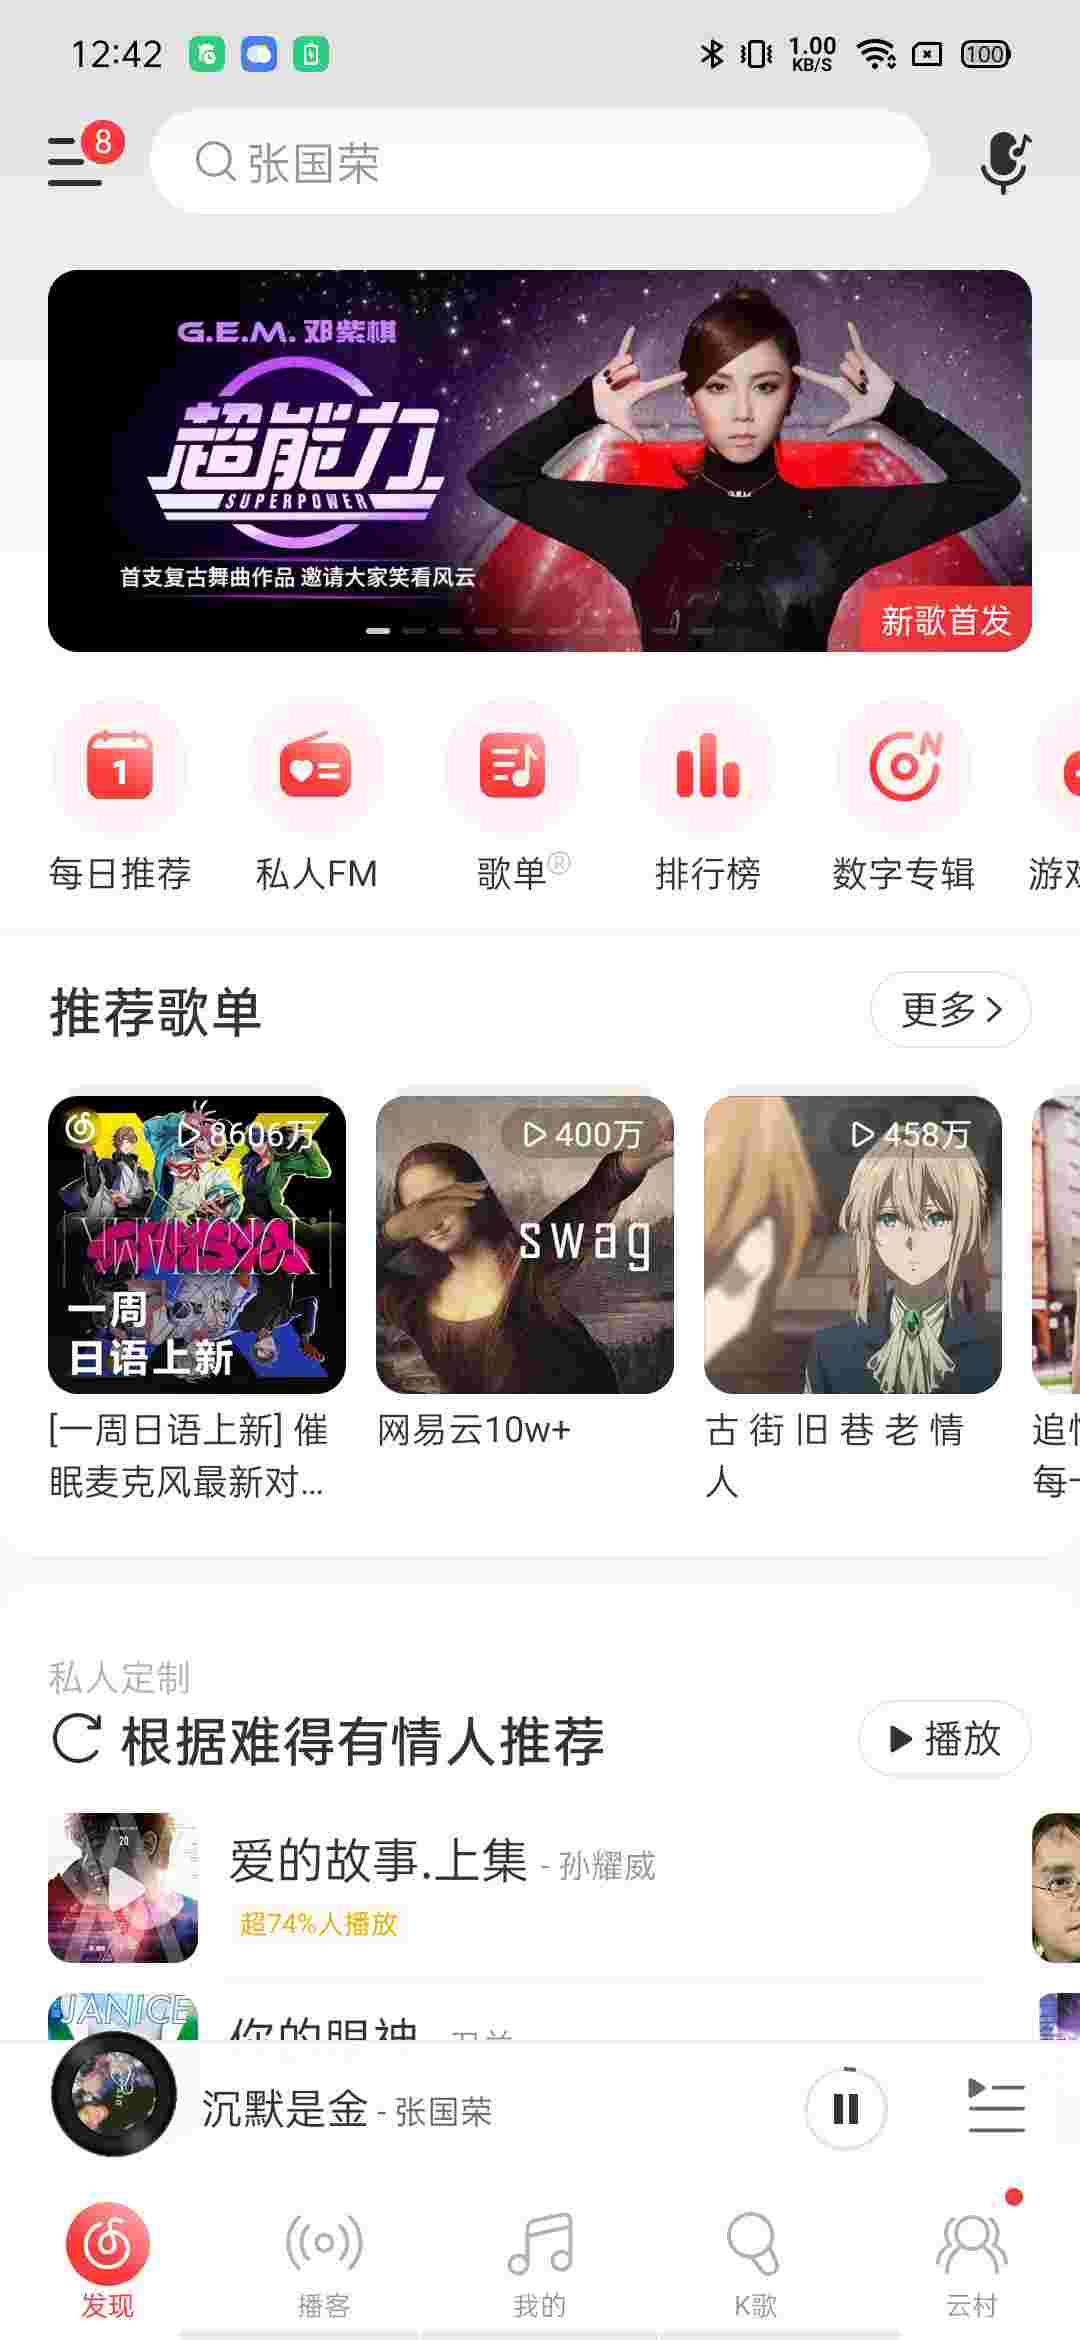 12:42
1.00
KB/S
100
8
张国荣
G.E.M. 邓紫棋
超能力
SUPERPOWER
首支复古舞曲作品 邀请大家笑看风云
新歌首发
1
每日推荐
私人FM
歌单®
排行榜
数字专辑
游戏
推荐歌单
更多
8606万
400万
458万
swag
一周
日语上新
[一周日语上新] 催
眠麦克风最新对...
网易云10w+
古 街 旧 巷 老 情
人
每一
私人定制
根据难得有情人推荐
播放
20
爱的故事.上集 - 孙耀威
超74%人播放
JANICE
你的眼神
沉默是金 - 张国荣
发现
播客
我的
K歌
云村